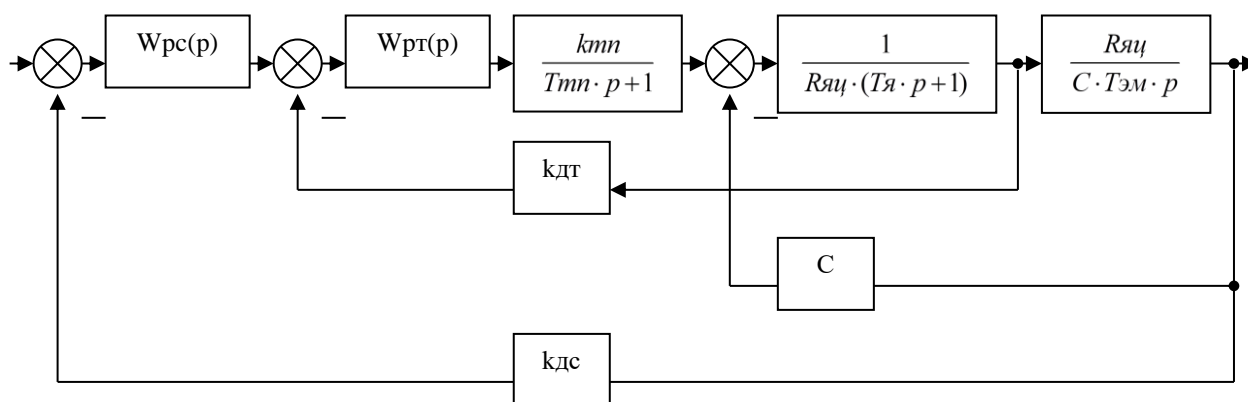 Wрс(р)
Wрт(р)
kтп
Tтп · p + 1
1
Rяц · (Tя · p + 1)
Rяц
C · Tэм · p
—
—
—
kдт
С
kдс